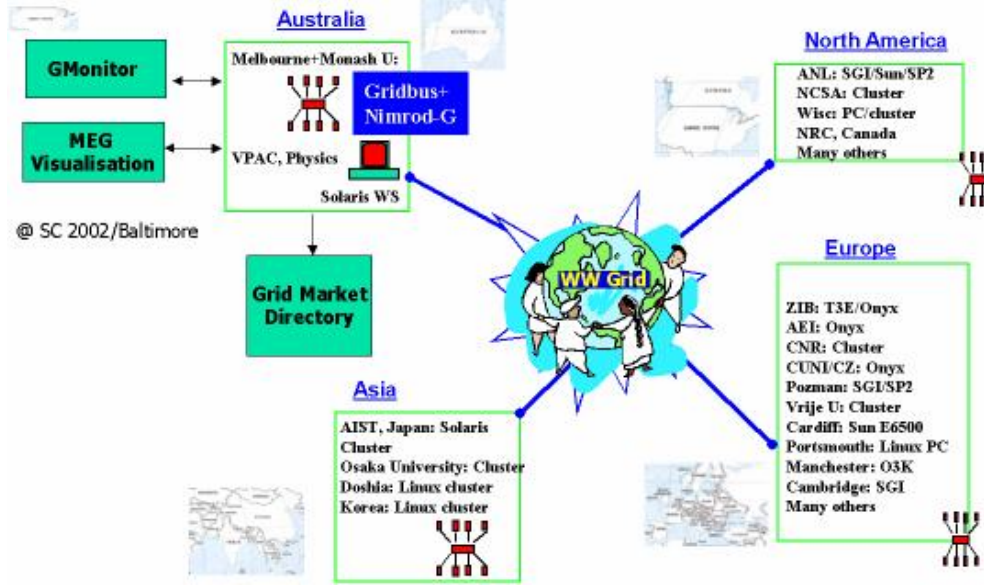 Australia
GMonitor
Melbourne+Monash U:
Gridbus+
Nimrod-G
MEG
Visualisation
VPAC, Physics
Solaris WS
@ SC 2002/Baltimore
Grid Market
Directory
North America
ANL: SGI/Sun/SP2
NCSA: Cluster
Wisc: PC/cluster
NRC, Canada
Many others
WW Grid
Europe
ZIB: T3E/Onyx
AEI: Onyx
CNR: Cluster
CUNI/CZ: Onyx
Pozman: SGI/SP2
Vrije U: Cluster
Cardiff: Sun E6500
Portsmouth: Linux PC
Manchester: O3K
Cambridge: SGI
Many others
Asia
AIST, Japan: Solaris
Cluster
Osaka University: Cluster
Doshia: Linux cluster
Korea: Linux cluster